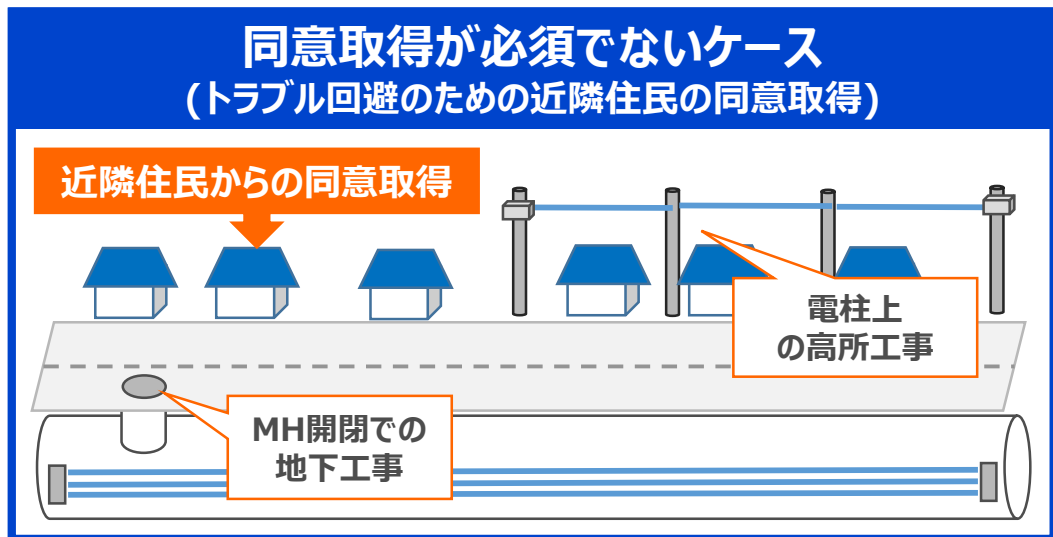 同意取得が必須でないケース
(トラブル回避のための近隣住民の同意取得)
近隣住民からの同意取得
電柱上
の高所工事
MH開閉での
地下工事